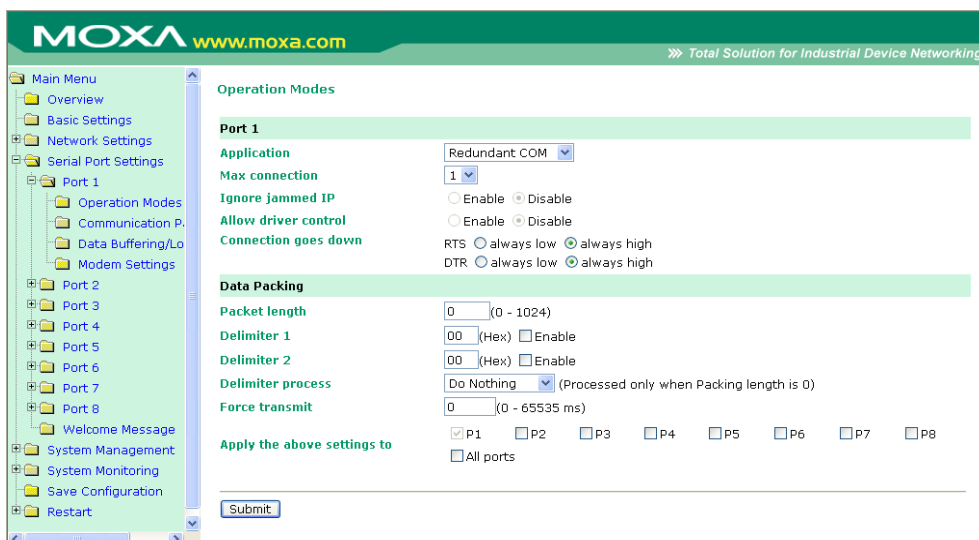 MOXA www.moxa.com
Total Solution for Industrial Device Networking
Main Menu
Overview
Basic Settings
Network Settings
Serial Port Settings
Port 1
Operation Modes
Communication P
Data Buffering/Lo
Modem Settings
Port 2
Port 3
Port 4
Port 5
Port 6
Port 7
Port 8
Welcome Message
System Management
System Monitoring
Save Configuration
Restart
Operation Modes
Port 1
Application Redundant COM
Max connection 1
Ignore jammed IP Enable Disable
Allow driver control Enable Disable
Connection goes down RTS always low always high
DTR always low always high
Data Packing
Packet length 0 (0 - 1024)
Delimiter 1 00 (Hex) Enable
Delimiter 2 00 (Hex) Enable
Delimiter process Do Nothing (Processed only when Packing length is 0)
Force transmit 0 (0 - 65535 ms)
Apply the above settings to P1 P2 P3 P4 P5 P6 P7 P8
All ports
Submit